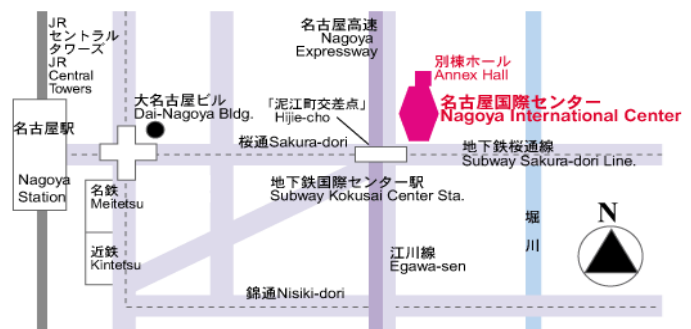 JR
セントラル
タワーズ
JR
Central
Towers
名古屋高速
Nagoya
Expressway
別棟ホール
Annex Hall
大名古屋ビル
Dai-Nagoya Bldg.
「泥江町交差点」
Hijie-cho
名古屋国際センター
Nagoya International Center
名古屋駅
桜通Sakura-dori
地下鉄桜通線
Subway Sakura-dori Line.
Nagoya
Station
名鉄
Meitetsu
地下鉄国際センター駅
Subway Kokusai Center Sta.
堀川
N
近鉄
Kintetsu
江川線
Egawa-sen
錦通Nisiki-dori